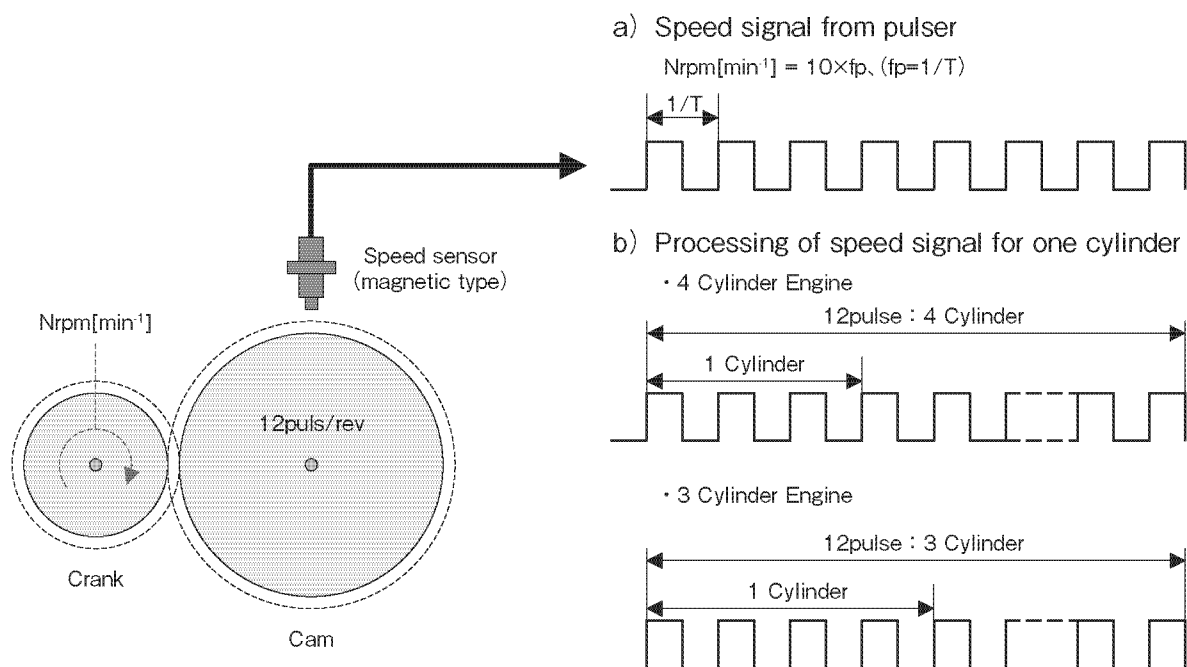 a) Speed signal from pulser
Nrpm[min-1] = 10×fp、(fp=1/T)
1/T
Speed sensor
(magnetic type)
Nrpm[min-1]
12puls/rev
Crank
Cam
b) Processing of speed signal for one cylinder
・4 Cylinder Engine
12pulse：4 Cylinder
1 Cylinder
・3 Cylinder Engine
12pulse：3 Cylinder
1 Cylinder